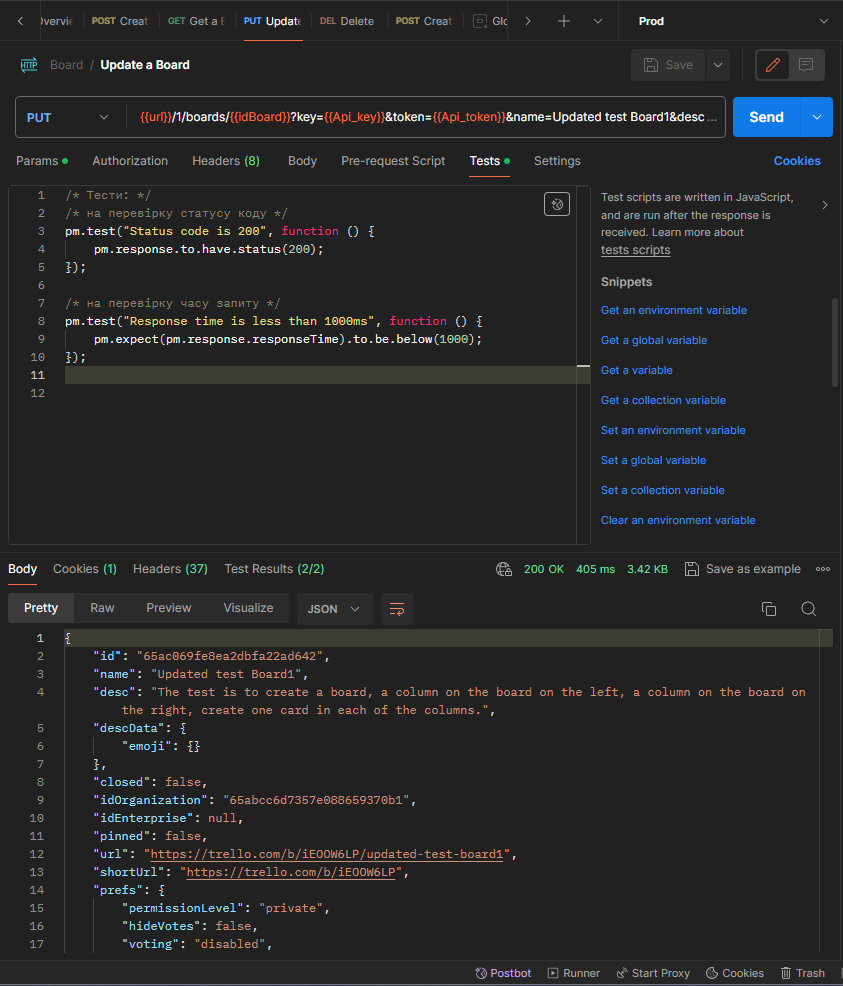 POST Creat GET Get a PUT Updat DEL Delete POST Creat Prod
Board / Update a Board Save
PUT {{url}}/1/boards/{{idBoard}}?key={{Api_key}}&token={{Api_token}}&name=Updated test Board1&desc ... Send
Params Authorization Headers (8) Body Pre-request Script Tests Settings Cookies
1 /* Тести: */
2 /* на перевірку статусу коду */
3 pm.test("Status code is 200", function () {
4 pm.response.to.have.status(200);
5 });
6
7 /* на перевірку часу запиту */
8 pm.test("Response time is less than 1000ms", function () {
9 pm.expect(pm.response.responseTime).to.be.below(1000);
10 });
11
12
Test scripts are written in JavaScript,
and are run after the response is
received. Learn more about
tests scripts
Snippets
Get an environment variable
Get a global variable
Get a variable
Get a collection variable
Set an environment variable
Set a global variable
Set a collection variable
Clear an environment variable
Body Cookies (1) Headers (37) Test Results (2/2) 200 OK 405 ms 3.42 KB Save as example
Pretty Raw Preview Visualize JSON
1 {
2 "id": "65ac069fe8ea2dbfa22ad642",
3 "name": "Updated test Board1",
4 "desc": "The test is to create a board, a column on the board on the left, a column on the board on
the right, create one card in each of the columns.",
5 "descData": {
6 "emoji": {}
7 },
8 "closed": false,
9 "idOrganization": "65abcc6d7357e088659370b1",
10 "idEnterprise": null,
11 "pinned": false,
12 "url": "https://trello.com/b/iEOOW6LP/updated-test-board1",
13 "shortUrl": "https://trello.com/b/iEOOW6LP",
14 "prefs": {
15 "permissionLevel": "private",
16 "hideVotes": false,
17 "voting": "disabled",
Postbot Runner Start Proxy Cookies Trash